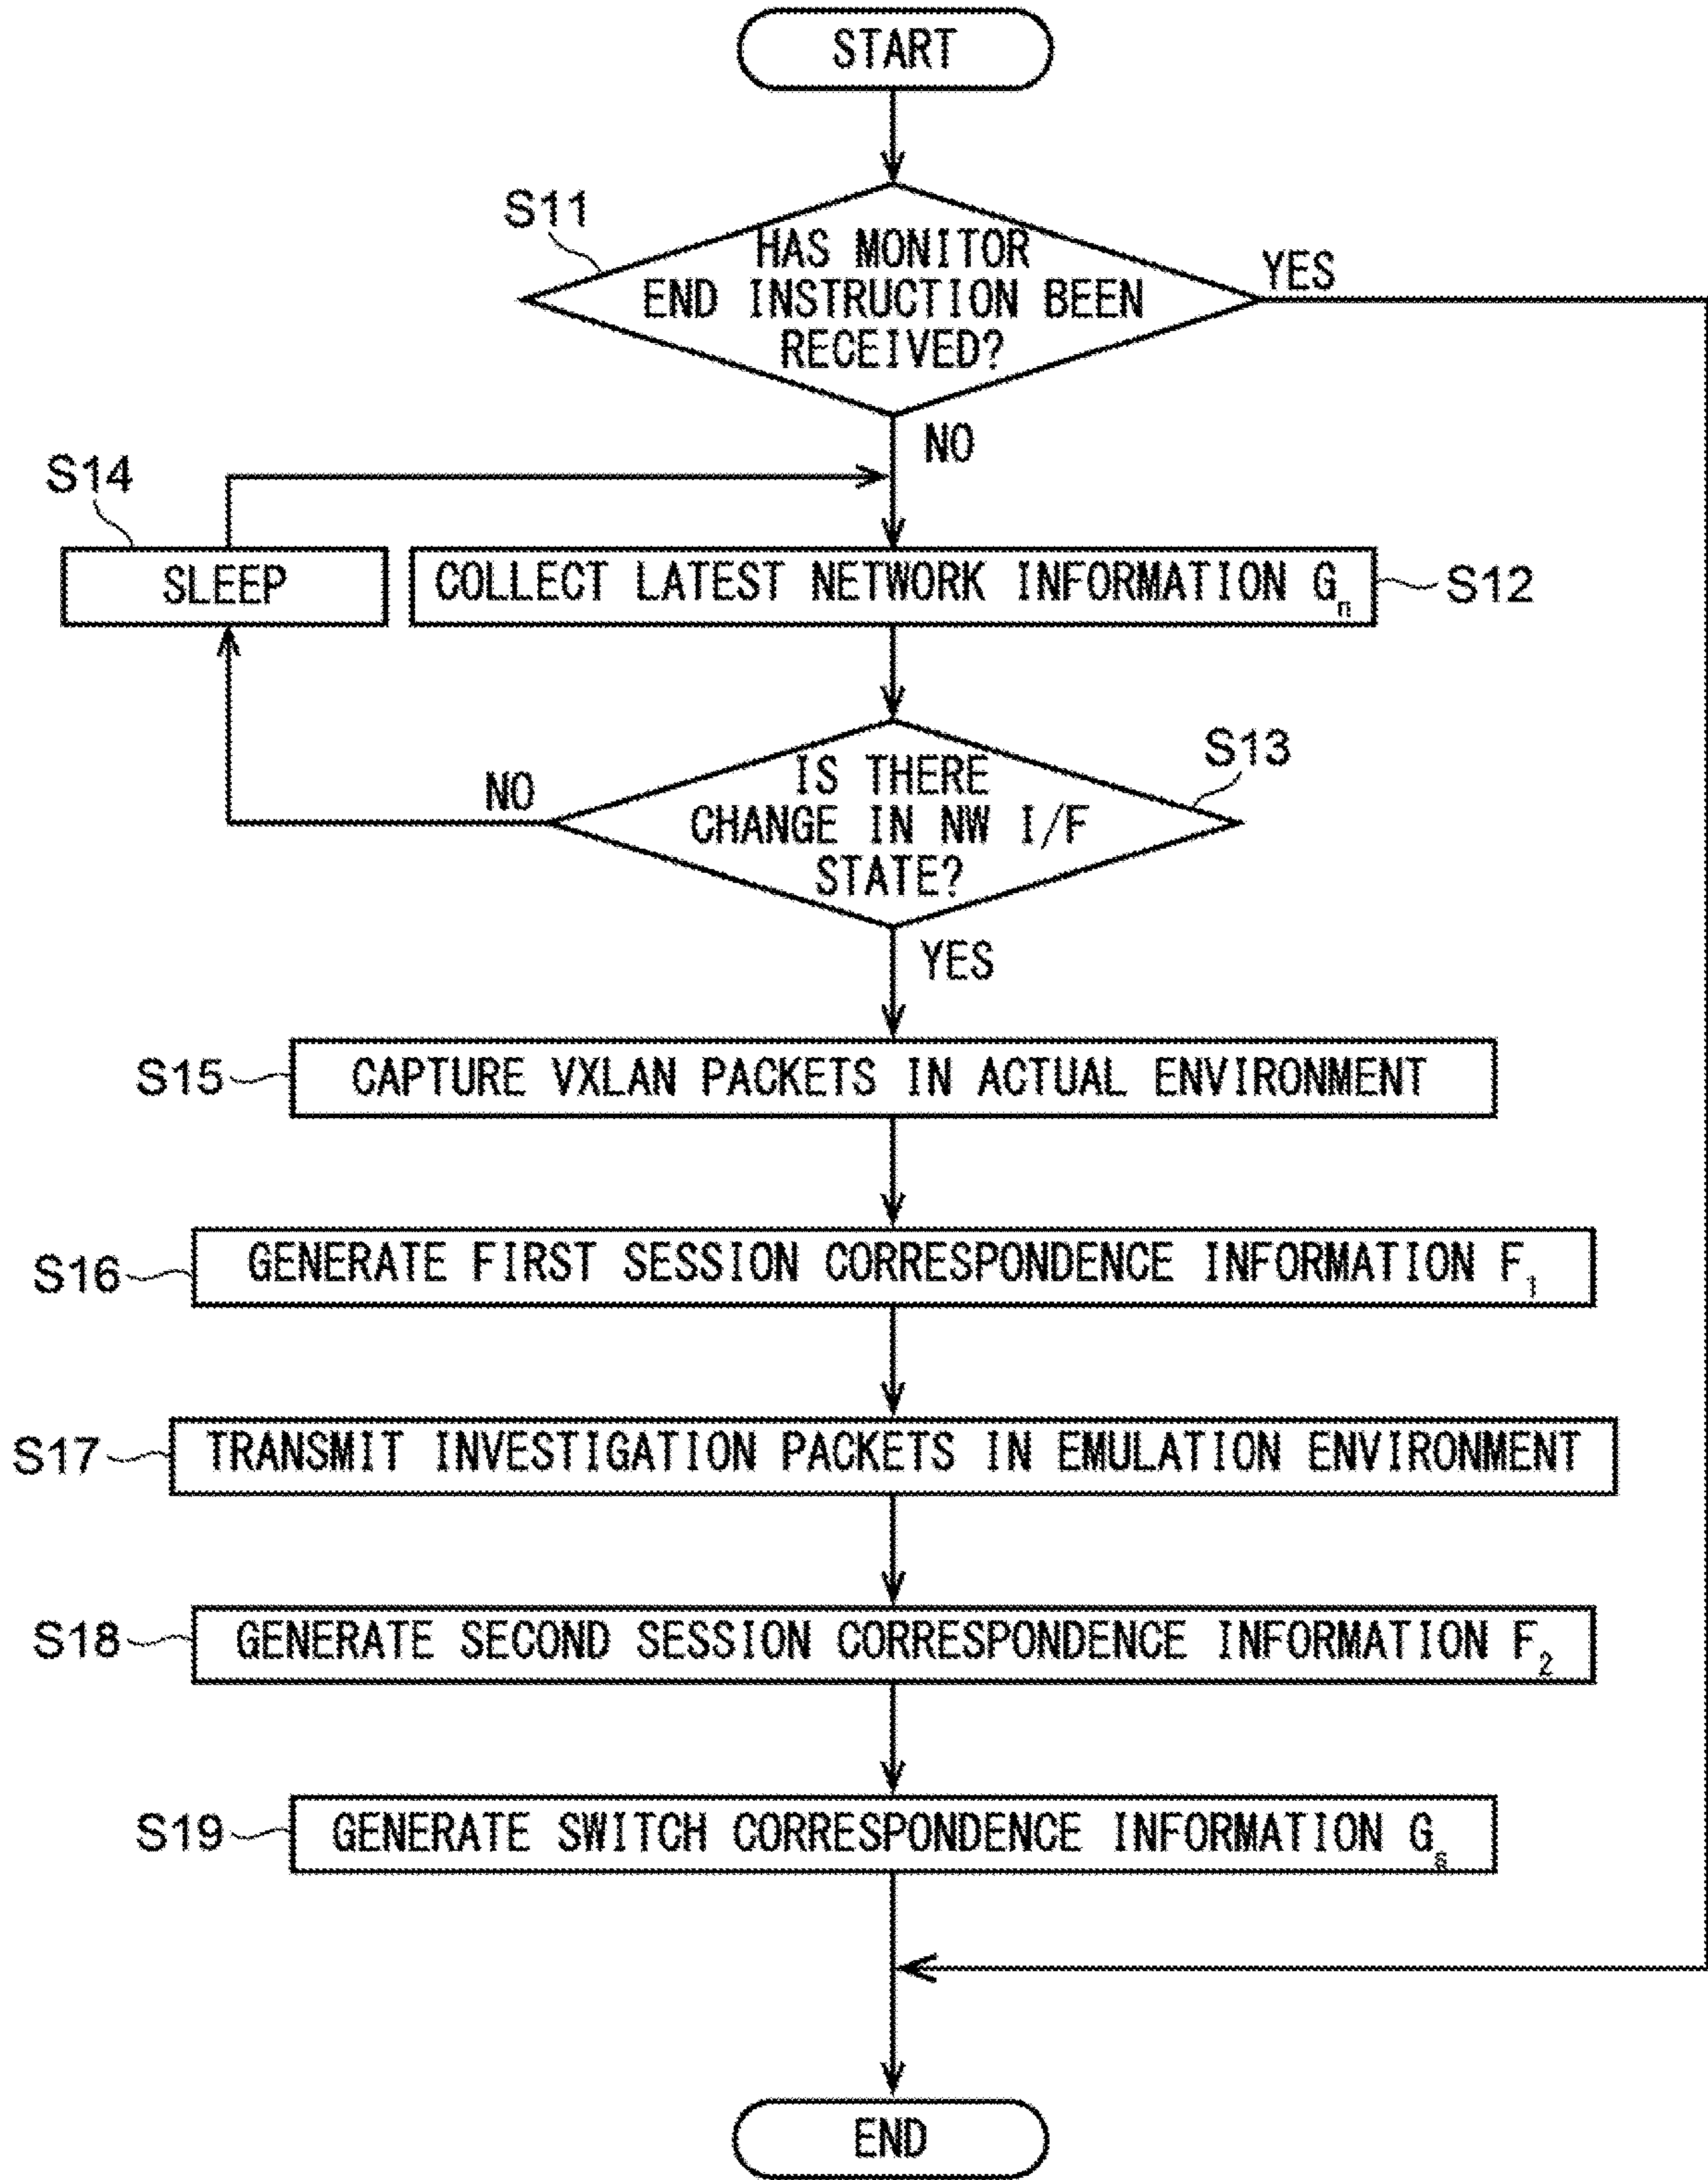 START
S11
HAS MONITOR
END INSTRUCTION BEEN
RECEIVED?
YES
NO
S14
SLEEP
COLLECT LATEST NETWORK INFORMATION Gn
S12
S13
IS THERE
CHANGE IN NW I/F
STATE?
NO
YES
S15
CAPTURE VXLAN PACKETS IN ACTUAL ENVIRONMENT
S16
GENERATE FIRST SESSION CORRESPONDENCE INFORMATION F1
S17
TRANSMIT INVESTIGATION PACKETS IN EMULATION ENVIRONMENT
S18
GENERATE SECOND SESSION CORRESPONDENCE INFORMATION F2
S19
GENERATE SWITCH CORRESPONDENCE INFORMATION Gs
END